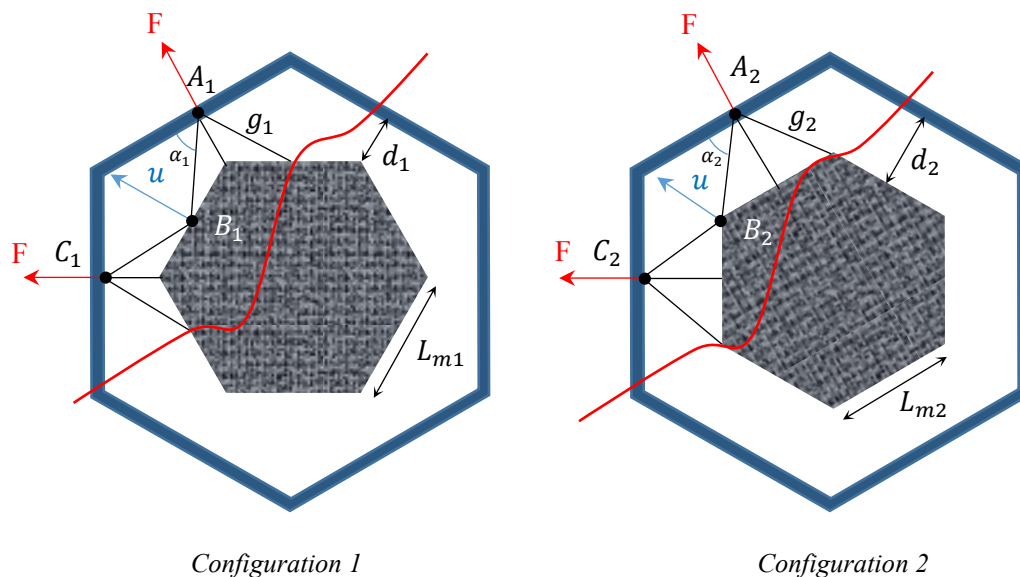 F
A₁
g₁
α₁
d₁
u
B₁
C₁
F
Lₘ₁
Configuration 1
F
A₂
g₂
α₂
d₂
u
B₂
C₂
F
Lₘ₂
Configuration 2